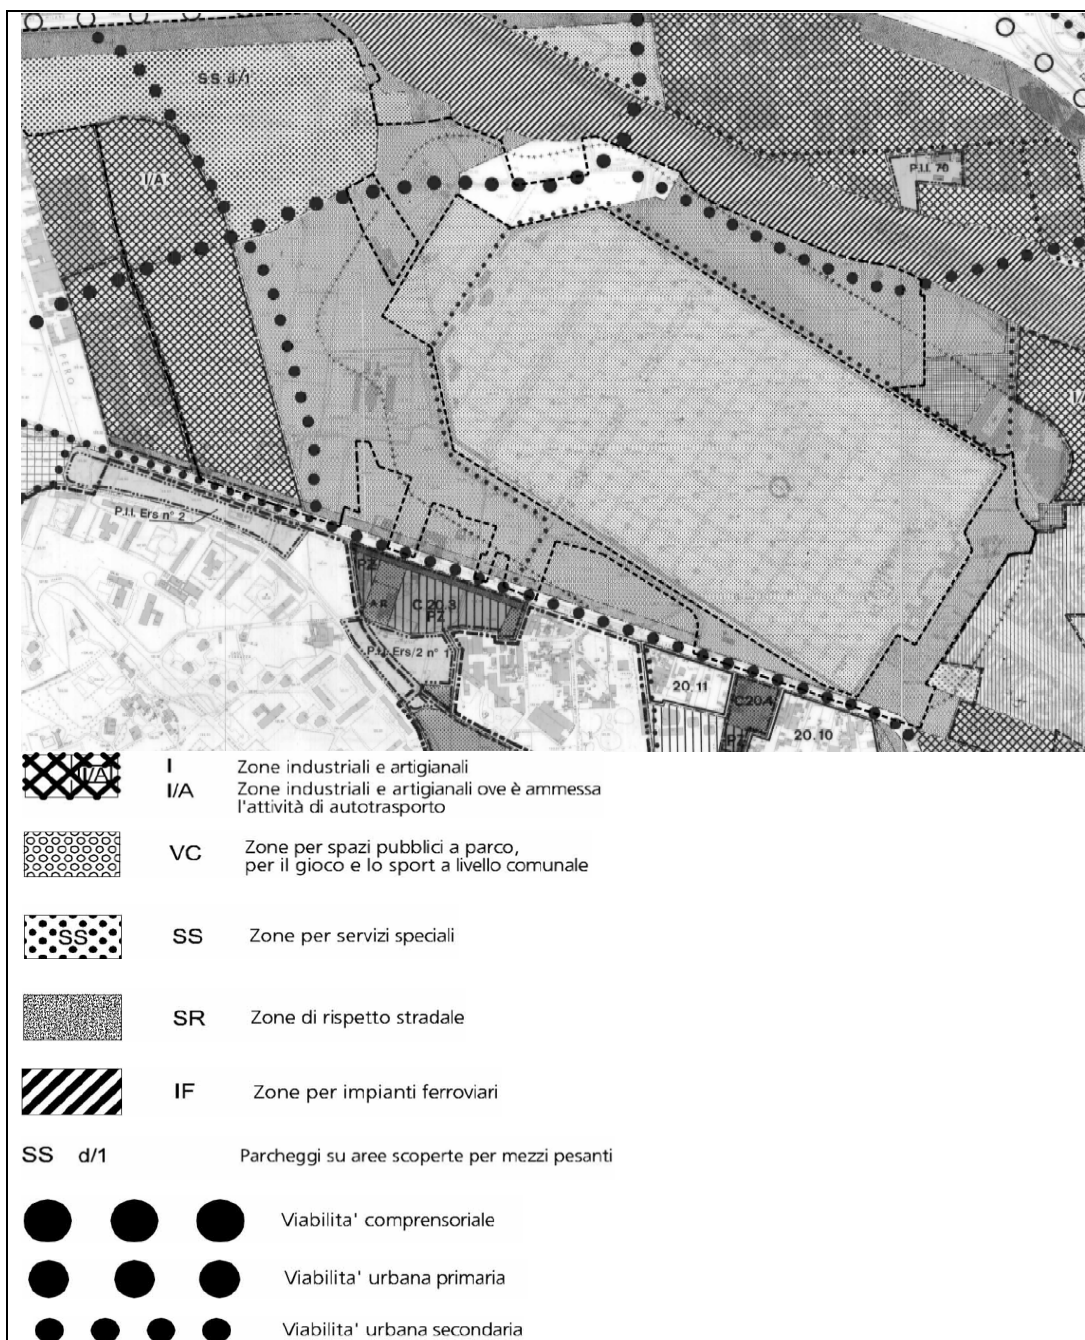 SS d/1
I/A
P.I.I. 70
PERO
I/A
P.I.I. Ers n° 2
PZ
AR
C 20.3
PZ
P.I.I. Ers/2 n° 1
20.11
C20.4
PZ
20.10
I/A
I
Zone industriali e artigianali
I/A
Zone industriali e artigianali ove è ammessa
l'attività di autotrasporto
VC
Zone per spazi pubblici a parco,
per il gioco e lo sport a livello comunale
SS
SS
Zone per servizi speciali
SR
Zone di rispetto stradale
IF
Zone per impianti ferroviari
SS d/1
Parcheggi su aree scoperte per mezzi pesanti
Viabilita' comprensoriale
Viabilita' urbana primaria
Viabilita' urbana secondaria